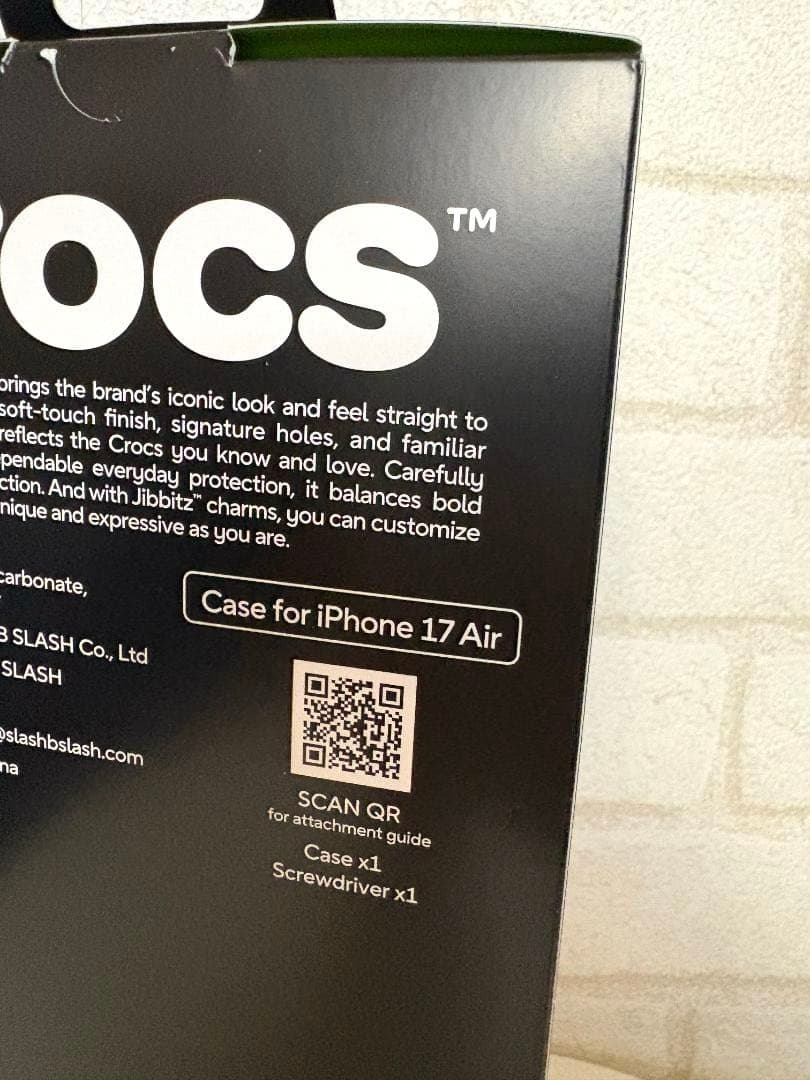 OCS™
brings the brand's iconic look and feel straight to
soft-touch finish, signature holes, and familiar
reflects the Crocs you know and love. Carefully
pendable everyday protection, it balances bold
ction. And with Jibbitz™ charms, you can customize
nique and expressive as you are.
carbonate,
B SLASH Co., Ltd
SLASH
@slashbslash.com
na
Case for iPhone 17 Air
SCAN QR
for attachment guide
Case x1
Screwdriver x1